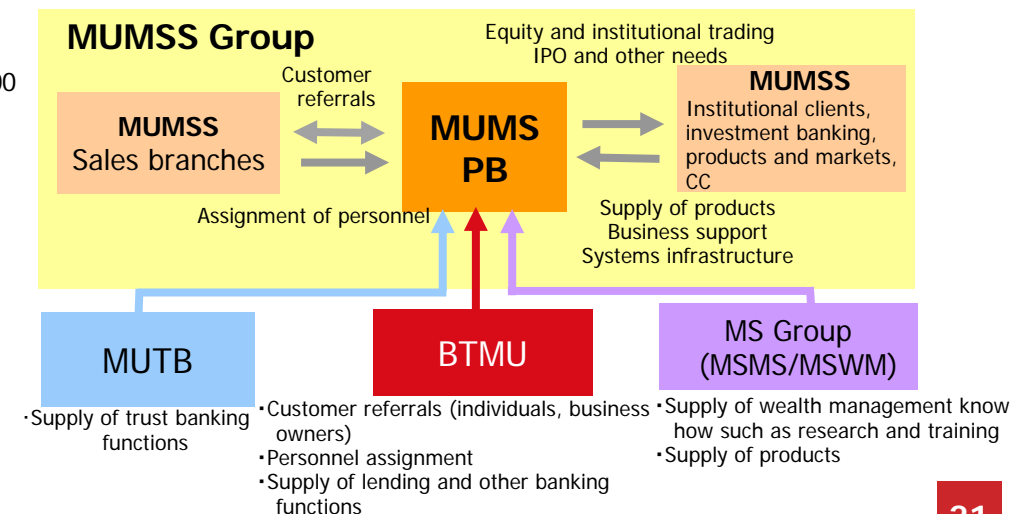 MUMSS Group
00
Equity and institutional trading
IPO and other needs
Customer
referrals
MUMSS
Sales branches
MUMS
PB
MUMSS
Institutional clients,
investment banking,
products and markets,
CC
Assignment of personnel
Supply of products
Business support
Systems infrastructure
MUTB
BTMU
MS Group
(MSMS/MSWM)
・Supply of trust banking
functions
・Customer referrals (individuals, business
owners)
・Personnel assignment
・Supply of lending and other banking
functions
・Supply of wealth management know
how such as research and training
・Supply of products